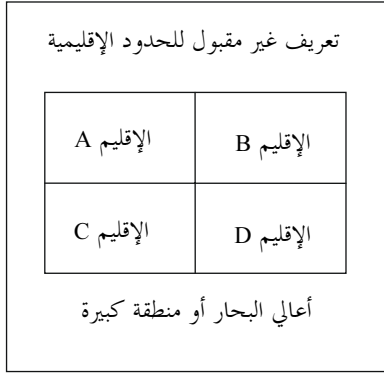 تعريف غير مقبول للحدود الإقليمية
الإقليم A
الإقليم B
الإقليم C
الإقليم D
أعالي البحار أو منطقة كبيرة